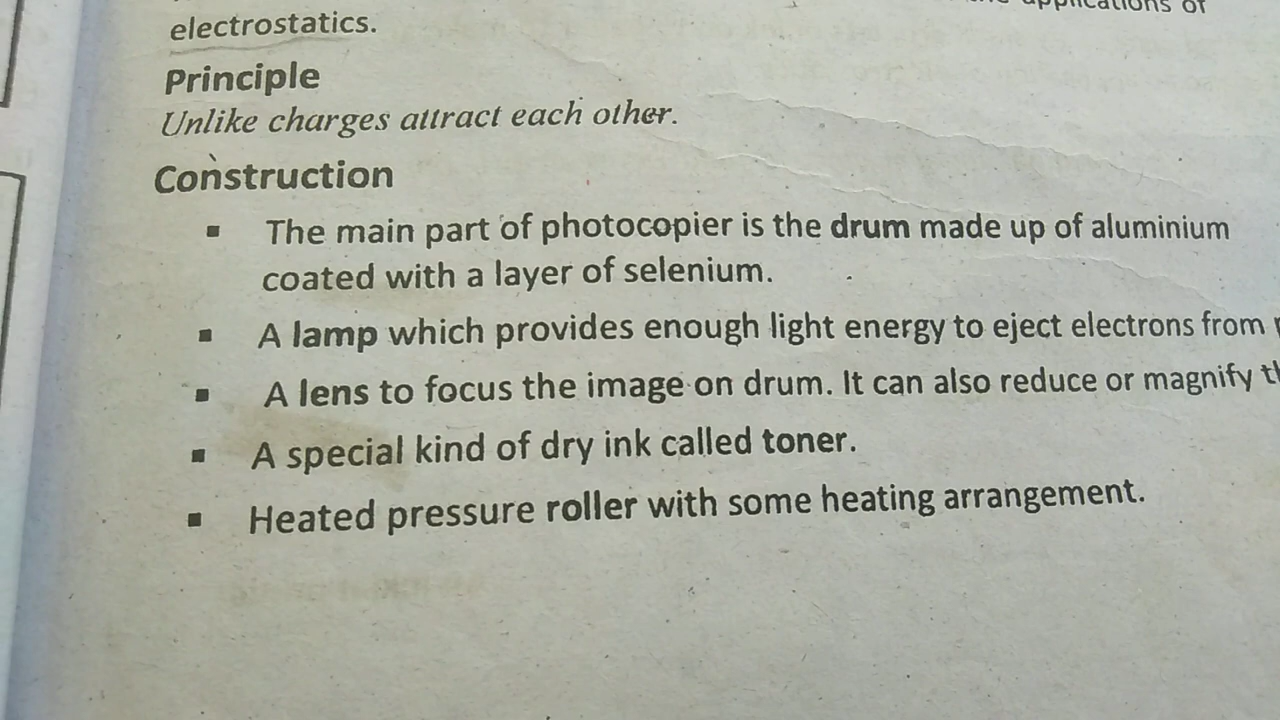 applications of
electrostatics.
Principle
Unlike charges attract each other.
Construction
▪ The main part of photocopier is the drum made up of aluminium
coated with a layer of selenium.
▪ A lamp which provides enough light energy to eject electrons from
▪ A lens to focus the image on drum. It can also reduce or magnify
▪ A special kind of dry ink called toner.
▪ Heated pressure roller with some heating arrangement.